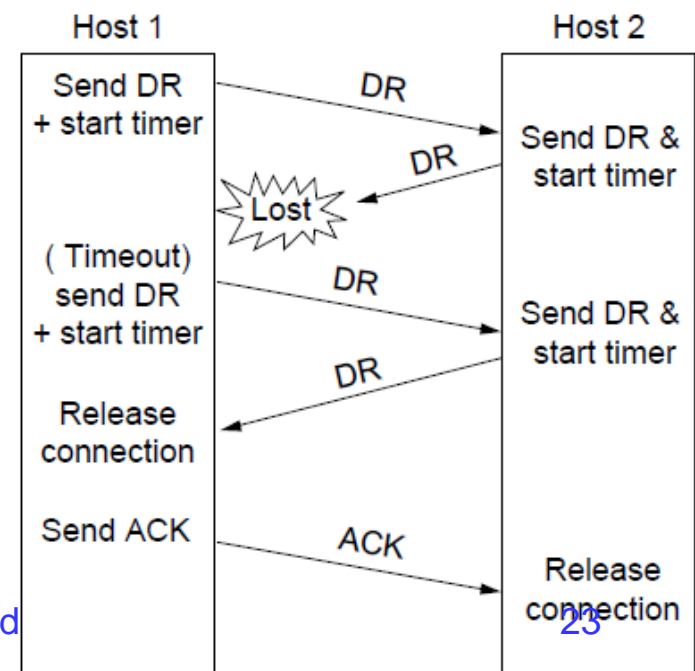 Host 1
Host 2
Send DR
+ start timer
DR
Send DR &
start timer
DR
Lost
( Timeout)
send DR
+ start timer
DR
Send DR &
start timer
DR
Release
connection
Send ACK
ACK
Release
connection
d
23